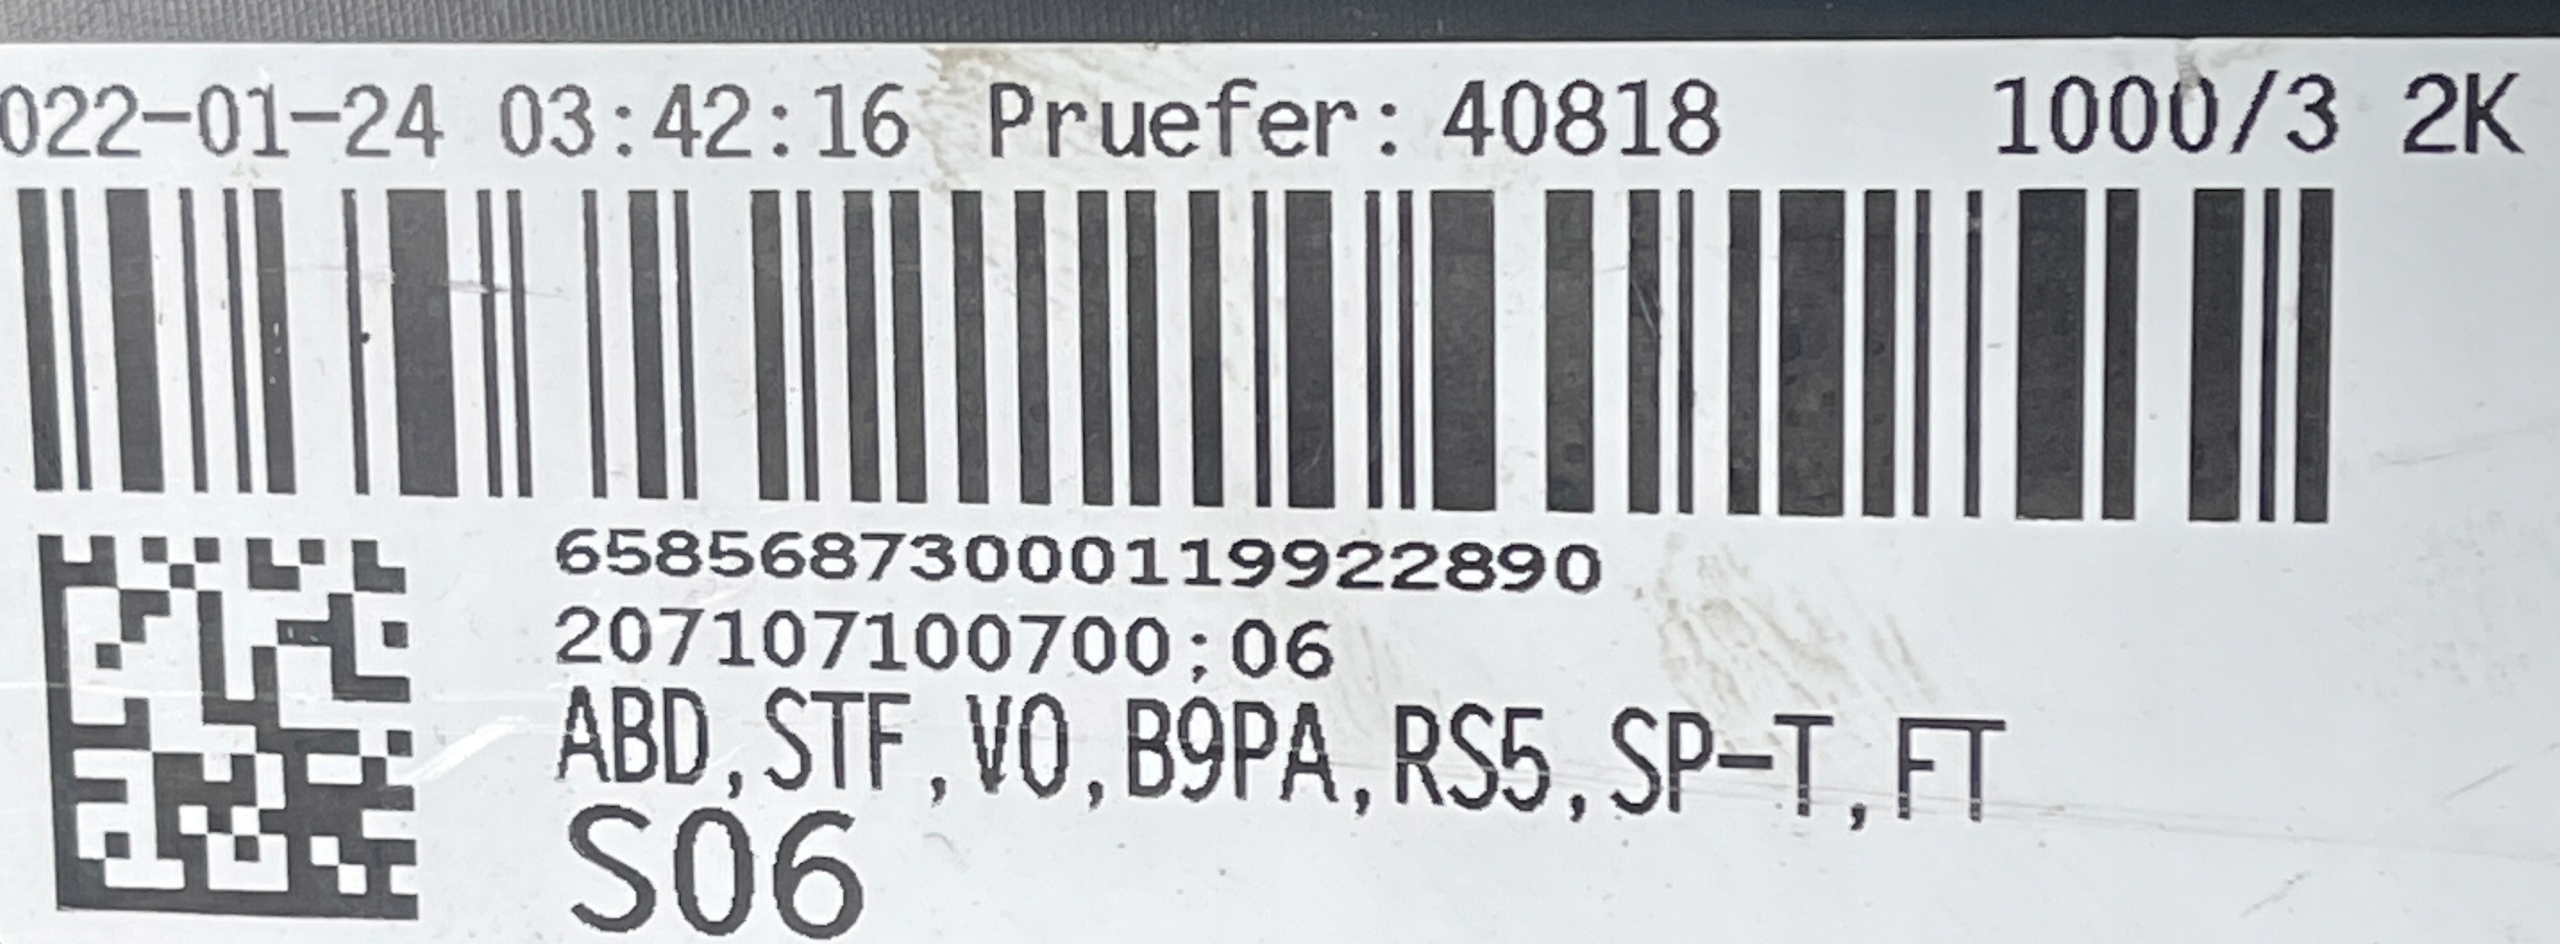 022-01-24 03:42:16 Pruefer: 40818 1000/3 2K
65856873000119922890
207107100700;06
ABD,STF,VO,B9PA,RS5,SP-T,FT
S06